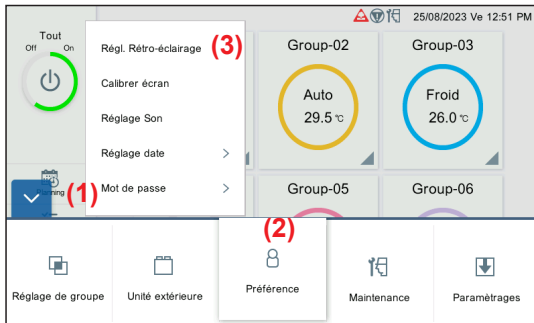 25/08/2023 Ve 12:51 PM
Tout
Off On
Régl. Rétro-éclairage (3)
Calibrer écran
Réglage Son
Réglage date >
Mot de passe >
Group-02
Auto
29.5 °C
Group-03
Froid
26.0 °C
(1)
Group-05
Group-06
(2)
Réglage de groupe
Unité extérieure
Préférence
Maintenance
Paramètrages